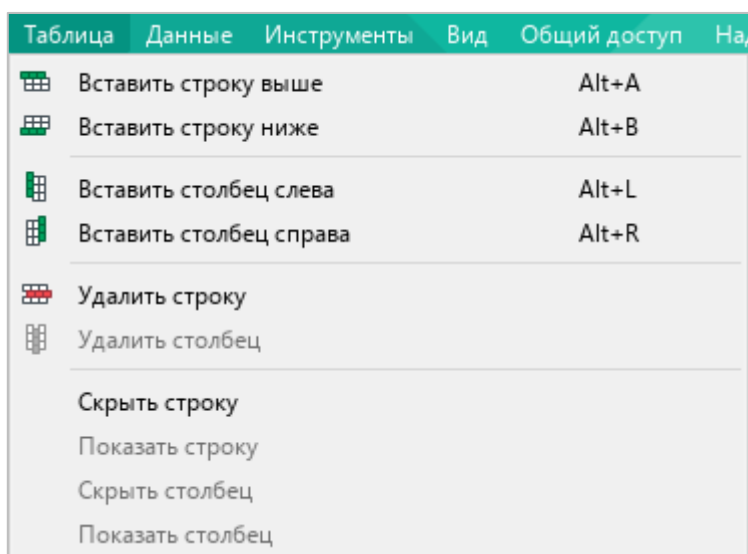 Таблица Данные Инструменты Вид Общий доступ
Вставить строку выше Alt+A
Вставить строку ниже Alt+B
Вставить столбец слева Alt+L
Вставить столбец справа Alt+R
Удалить строку
Удалить столбец
Скрыть строку
Показать строку
Скрыть столбец
Показать столбец